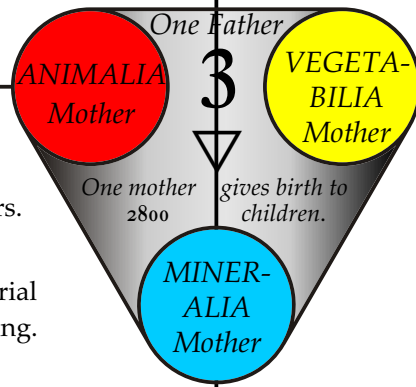 One Father
3
ANIMALIA
Mother
VEGETA-
BILIA
Mother
One mother gives birth to
2800 children.
rs.
rial
ng.
MINER-
ALIA
Mother